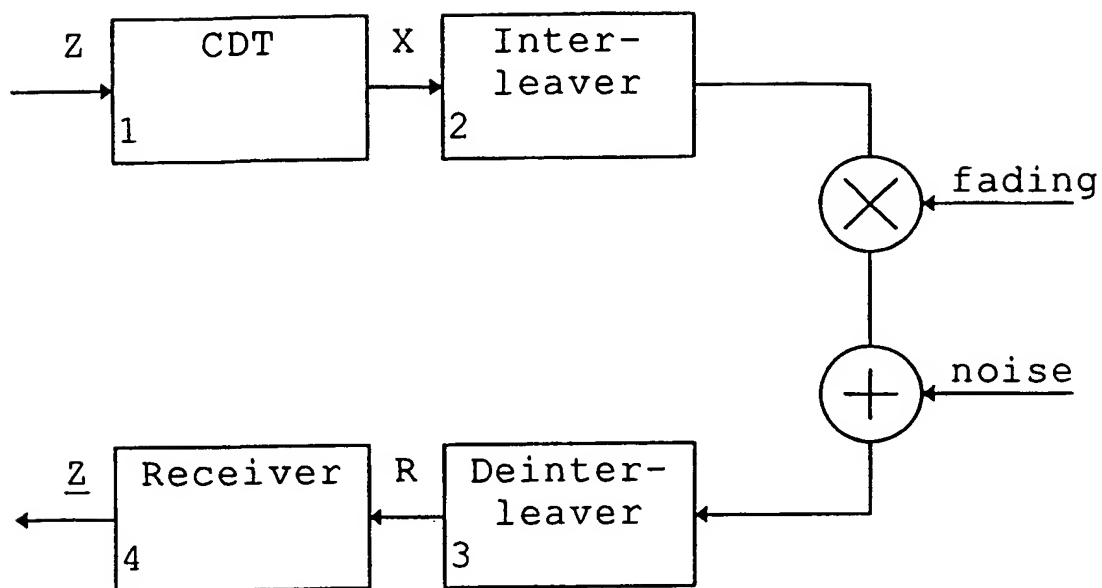 Z
CDT
1
X
Inter-
leaver
2
fading
noise
Z
Receiver
4
R
Deinter-
leaver
3